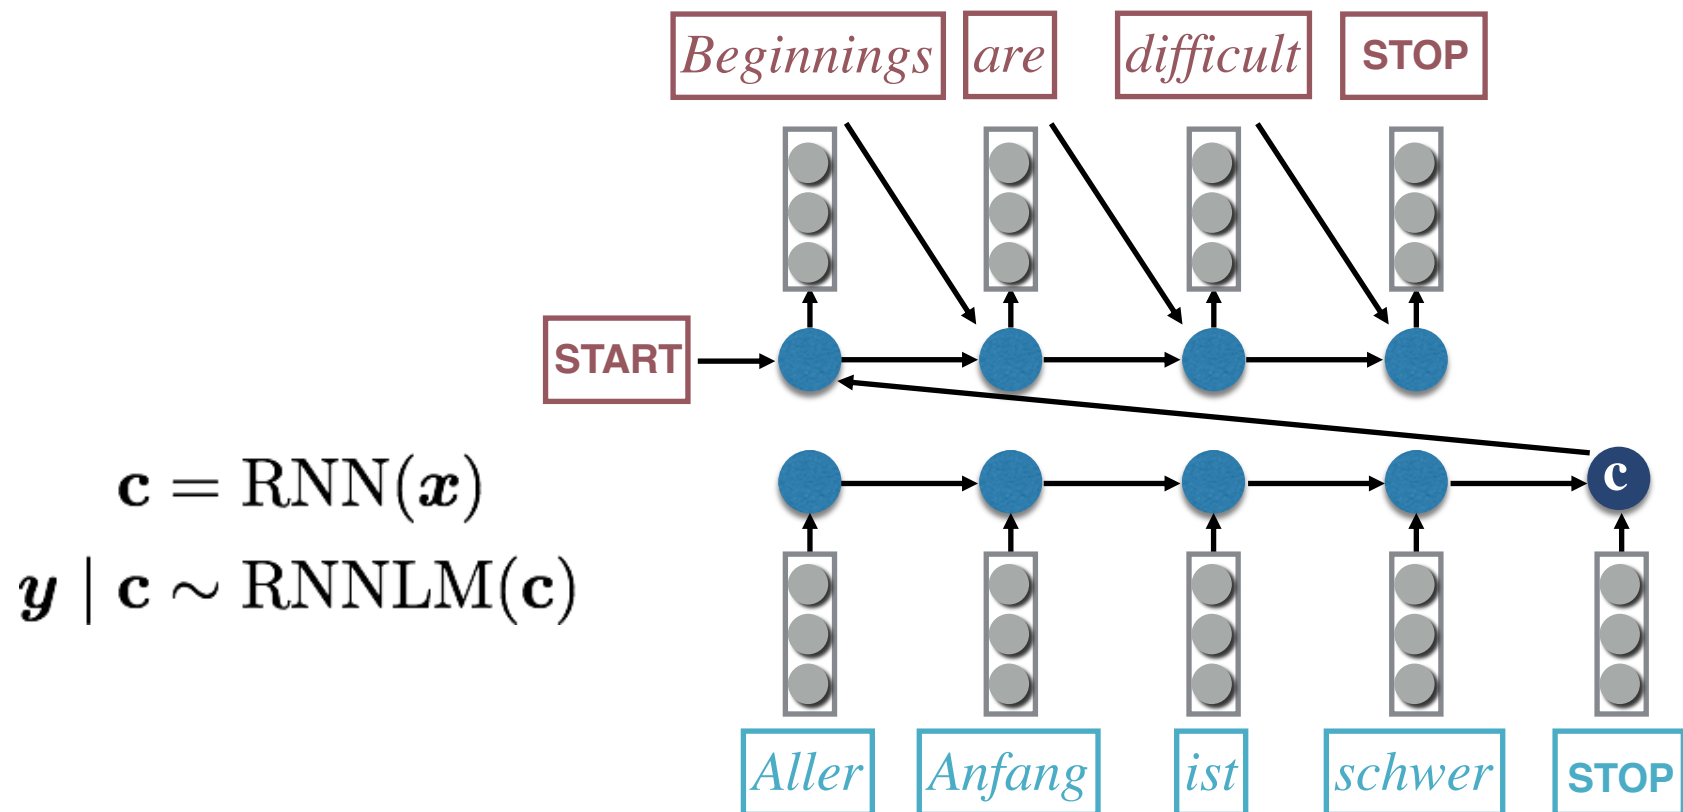 Beginnings are difficult STOP
START
c
c = RNN(x)
y | c ∼ RNNLM(c)
Aller Anfang ist schwer STOP